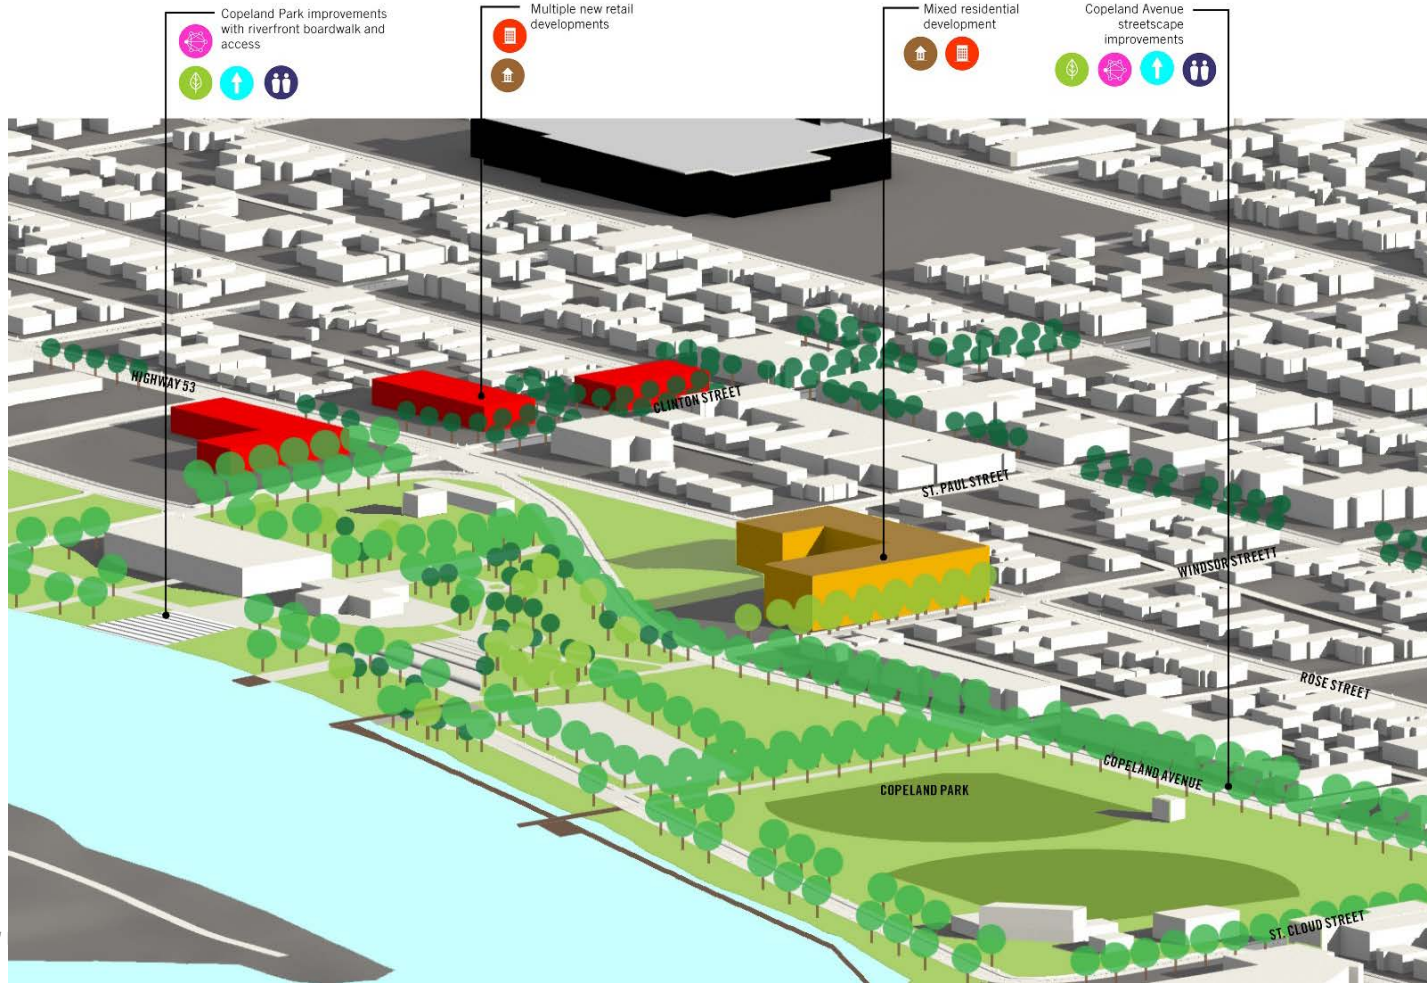 Copeland Park improvements
with riverfront boardwalk and
access
Multiple new retail
developments
Mixed residential
development
Copeland Avenue
streetscape
improvements
HIGHWAY 53
CLINTON STREET
ST. PAUL STREET
WINDSOR STREETT
ROSE STREET
COPELAND AVENUE
COPELAND PARK
ST. CLOUD STREET